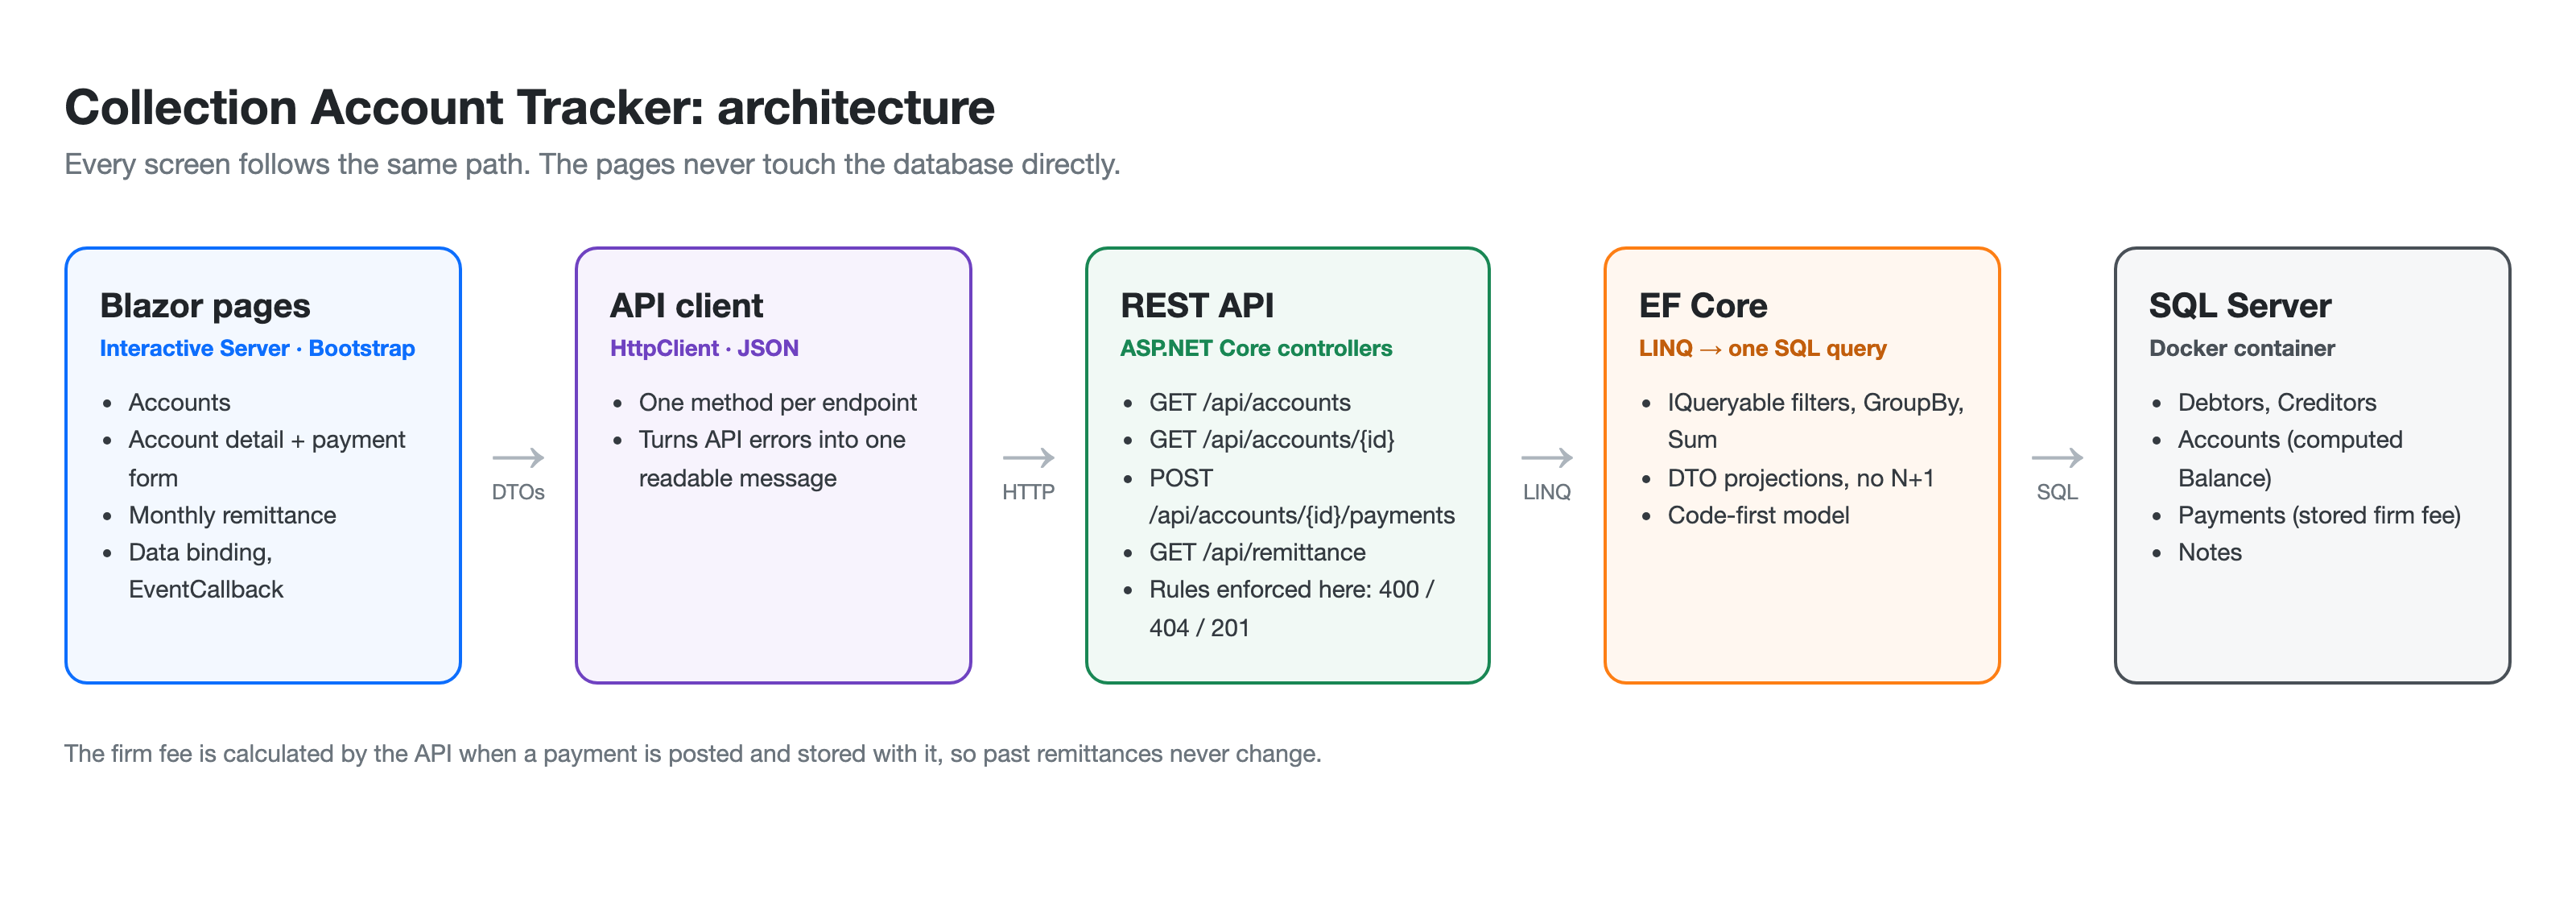 Collection Account Tracker: architecture
Every screen follows the same path. The pages never touch the database directly.
Blazor pages
Interactive Server · Bootstrap
• Accounts
• Account detail + payment
form
• Monthly remittance
• Data binding,
EventCallback
→
DTOs
API client
HttpClient · JSON
• One method per endpoint
• Turns API errors into one
readable message
→
HTTP
REST API
ASP.NET Core controllers
• GET /api/accounts
• GET /api/accounts/{id}
• POST
/api/accounts/{id}/payments
• GET /api/remittance
• Rules enforced here: 400 /
404 / 201
→
LINQ
EF Core
LINQ → one SQL query
• IQueryable filters, GroupBy,
Sum
• DTO projections, no N+1
• Code-first model
→
SQL
SQL Server
Docker container
• Debtors, Creditors
• Accounts (computed
Balance)
• Payments (stored firm fee)
• Notes
The firm fee is calculated by the API when a payment is posted and stored with it, so past remittances never change.